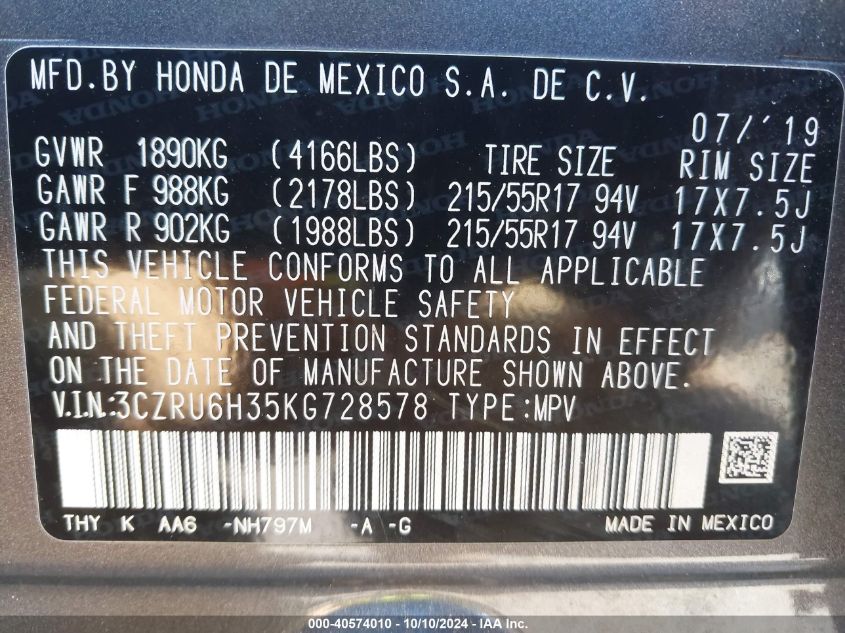 MFD.BY HONDA DE MEXICO S.A. DE C.V.
07/'19
GVWR 1890KG (4166LBS) TIRE SIZE RIM SIZE
GAWR F 988KG (2178LBS) 215/55R17 94V 17X7.5J
GAWR R 902KG (1988LBS) 215/55R17 94V 17X7.5J
THIS VEHICLE CONFORMS TO ALL APPLICABLE
FEDERAL MOTOR VEHICLE SAFETY
AND THEFT PREVENTION STANDARDS IN EFFECT
ON THE DATE OF MANUFACTURE SHOWN ABOVE.
V.I.N.:3CZRU6H35KG728578 TYPE:MPV
THY K AA6 -NH797M -A -G MADE IN MEXICO
000-40574010 - 10/10/2024 - IAA Inc.